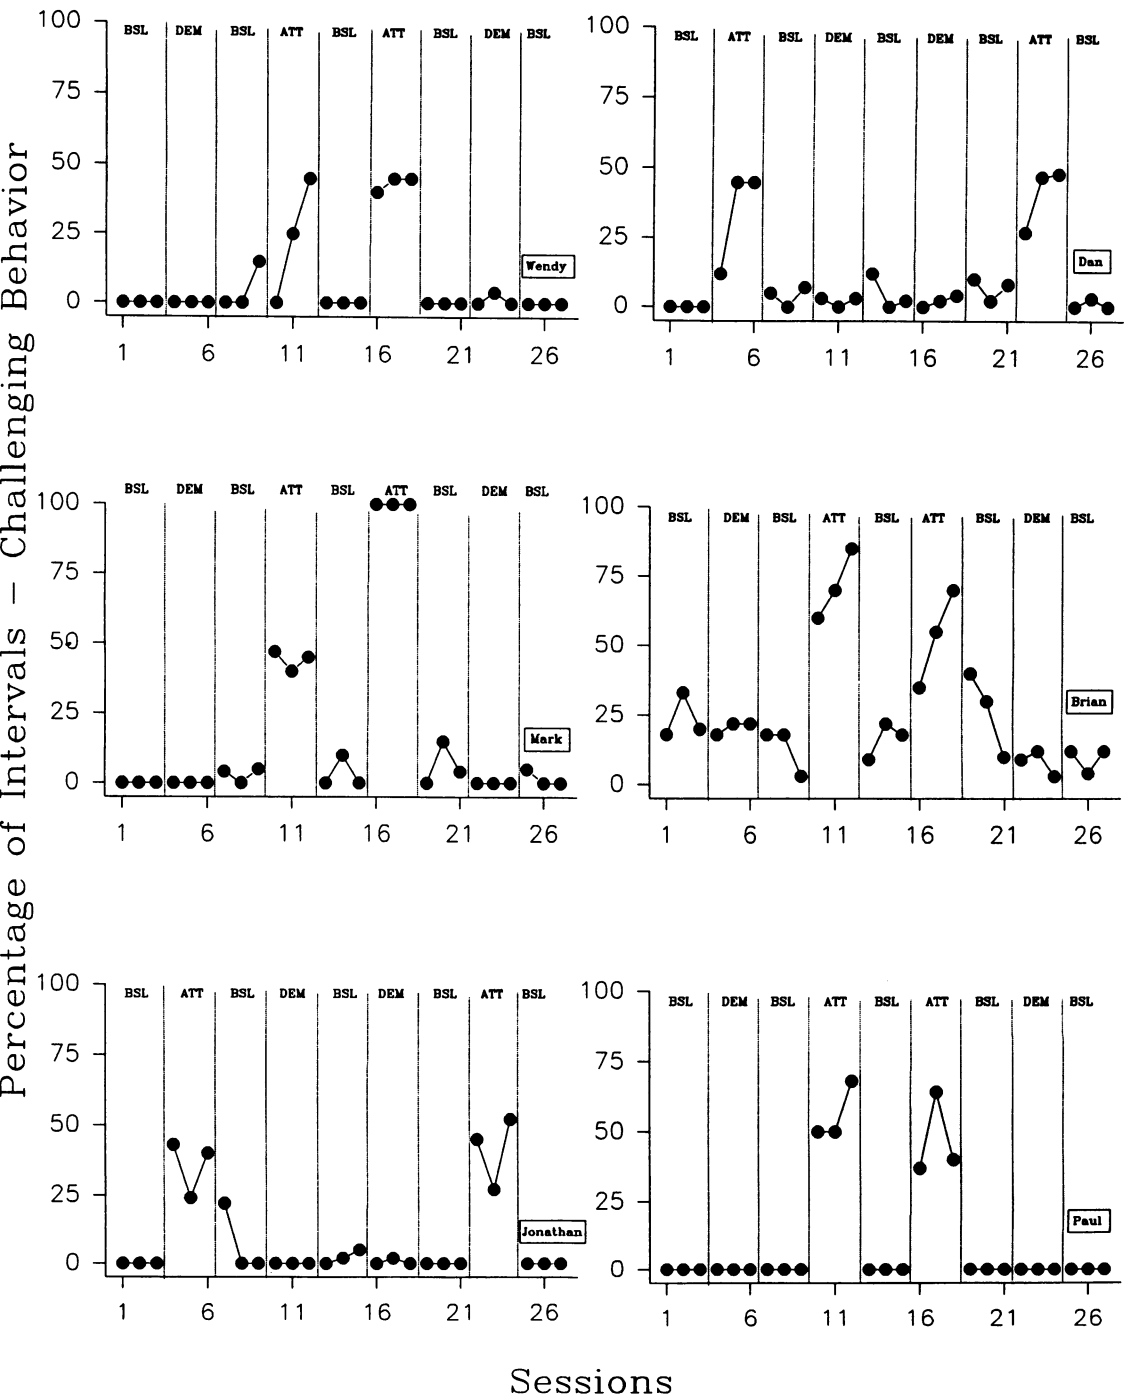 Percentage of Intervals – Challenging Behavior
100
75
50
25
0
BSL DEM BSL ATT BSL ATT BSL DEM BSL
Wendy
1 6 11 16 21 26
100
75
50
25
0
BSL ATT BSL DEM BSL DEM BSL ATT BSL
Dan
1 6 11 16 21 26
100
75
50
25
0
BSL DEM BSL ATT BSL ATT BSL DEM BSL
Mark
1 6 11 16 21 26
100
75
50
25
0
BSL DEM BSL ATT BSL ATT BSL DEM BSL
Brian
1 6 11 16 21 26
100
75
50
25
0
BSL ATT BSL DEM BSL DEM BSL ATT BSL
Jonathan
1 6 11 16 21 26
100
75
50
25
0
BSL DEM BSL ATT BSL ATT BSL DEM BSL
Paul
1 6 11 16 21 26
Sessions